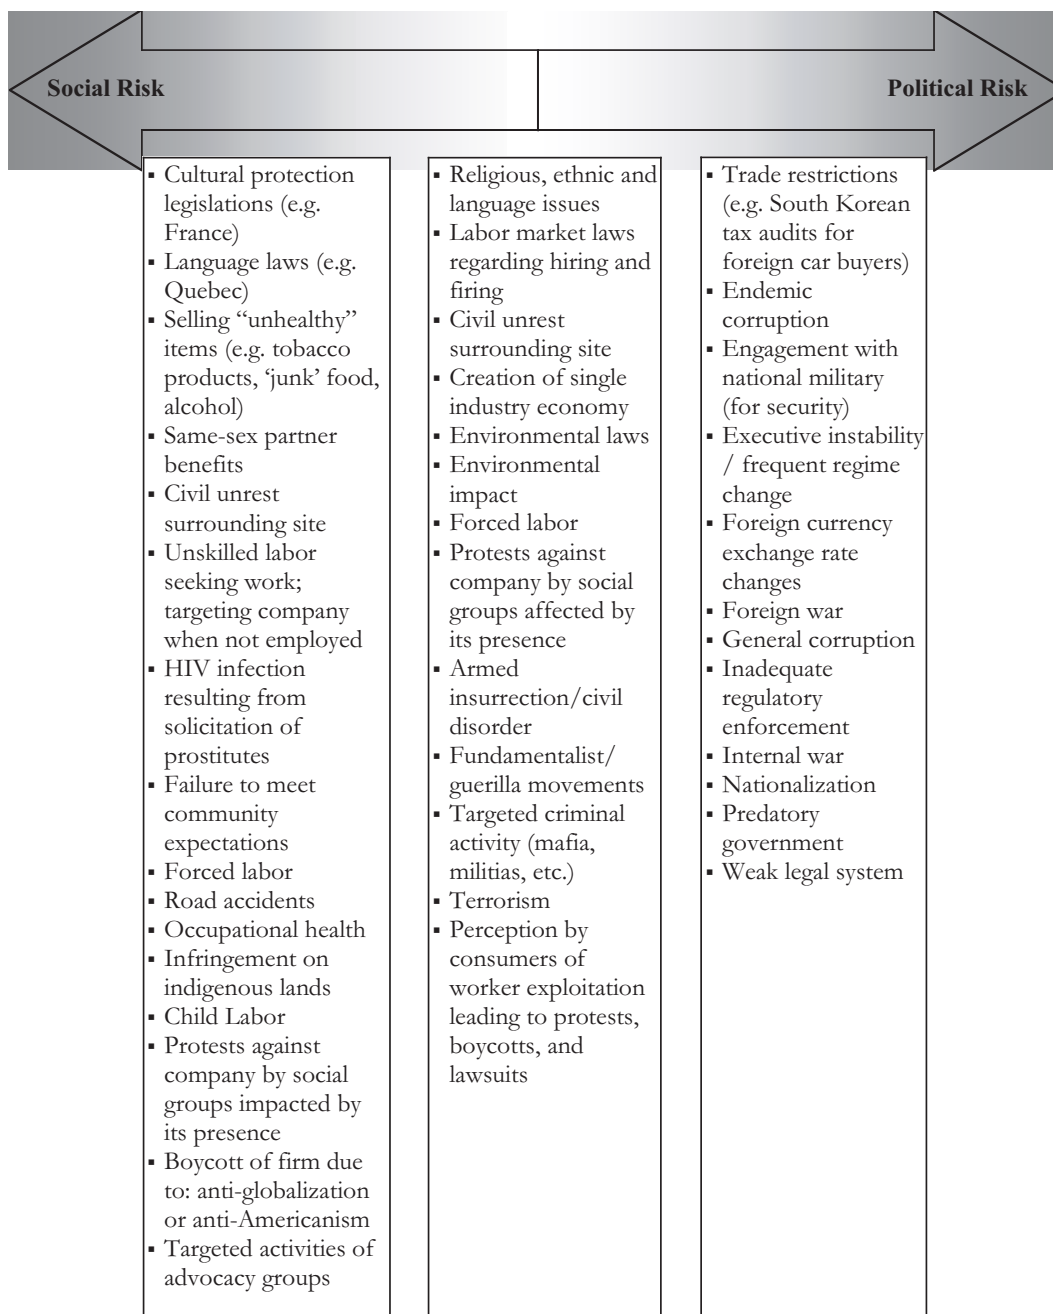 Social Risk
Political Risk
▪ Cultural protection
legislations (e.g.
France)
▪ Language laws (e.g.
Quebec)
▪ Selling “unhealthy”
items (e.g. tobacco
products, ‘junk’ food,
alcohol)
▪ Same-sex partner
benefits
▪ Civil unrest
surrounding site
▪ Unskilled labor
seeking work;
targeting company
when not employed
▪ HIV infection
resulting from
solicitation of
prostitutes
▪ Failure to meet
community
expectations
▪ Forced labor
▪ Road accidents
▪ Occupational health
▪ Infringement on
indigenous lands
▪ Child Labor
▪ Protests against
company by social
groups impacted by
its presence
▪ Boycott of firm due
to: anti-globalization
or anti-Americanism
▪ Targeted activities of
advocacy groups
▪ Religious, ethnic and
language issues
▪ Labor market laws
regarding hiring and
firing
▪ Civil unrest
surrounding site
▪ Creation of single
industry economy
▪ Environmental laws
▪ Environmental
impact
▪ Forced labor
▪ Protests against
company by social
groups affected by
its presence
▪ Armed
insurrection/civil
disorder
▪ Fundamentalist/
guerilla movements
▪ Targeted criminal
activity (mafia,
militias, etc.)
▪ Terrorism
▪ Perception by
consumers of
worker exploitation
leading to protests,
boycotts, and
lawsuits
▪ Trade restrictions
(e.g. South Korean
tax audits for
foreign car buyers)
▪ Endemic
corruption
▪ Engagement with
national military
(for security)
▪ Executive instability
/ frequent regime
change
▪ Foreign currency
exchange rate
changes
▪ Foreign war
▪ General corruption
▪ Inadequate
regulatory
enforcement
▪ Internal war
▪ Nationalization
▪ Predatory
government
▪ Weak legal system